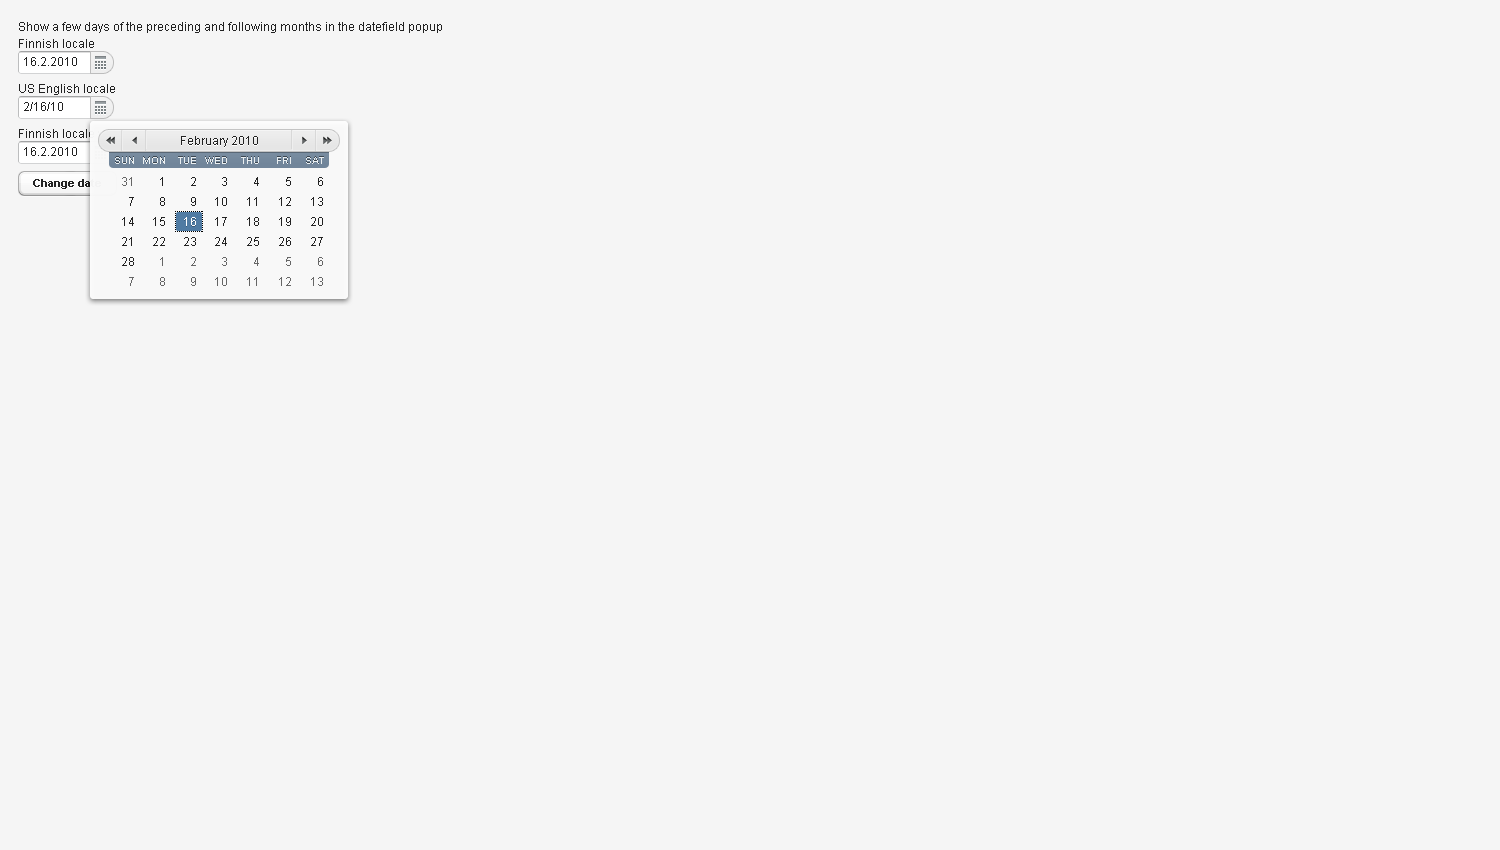 Show a few days of the preceding and following months in the datefield popup
Finnish locale
16.2.2010
US English locale
2/16/10
Finnish locale
16.2.2010
Change da
February 2010
SUN MON TUE WED THU FRI SAT
31 1 2 3 4 5 6
7 8 9 10 11 12 13
14 15 16 17 18 19 20
21 22 23 24 25 26 27
28 1 2 3 4 5 6
7 8 9 10 11 12 13